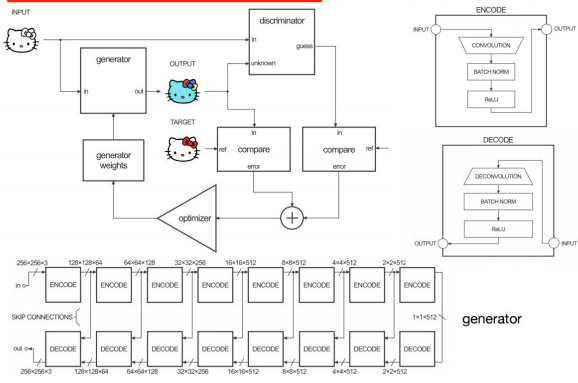 INPUT
discriminator
in
guess
unknown
generator
in
out
OUTPUT
TARGET
generator
weights
in
ref
compare
error
in
compare
ref
error
optimizer
+
ENCODE
INPUT
OUTPUT
CONVOLUTION
BATCH NORM
ReLU
DECODE
DECONVOLUTION
BATCH NORM
ReLU
OUTPUT
INPUT
256×256×3 128×128×64 64×64×128 32×32×256 16×16×512 8×8×512 4×4×512 2×2×512
in
ENCODE ENCODE ENCODE ENCODE ENCODE ENCODE ENCODE ENCODE
SKIP CONNECTIONS
1×1×512
generator
out
DECODE DECODE DECODE DECODE DECODE DECODE DECODE DECODE
256×256×3 128×128×64 64×64×128 32×32×256 16×16×512 8×8×512 4×4×512 2×2×512